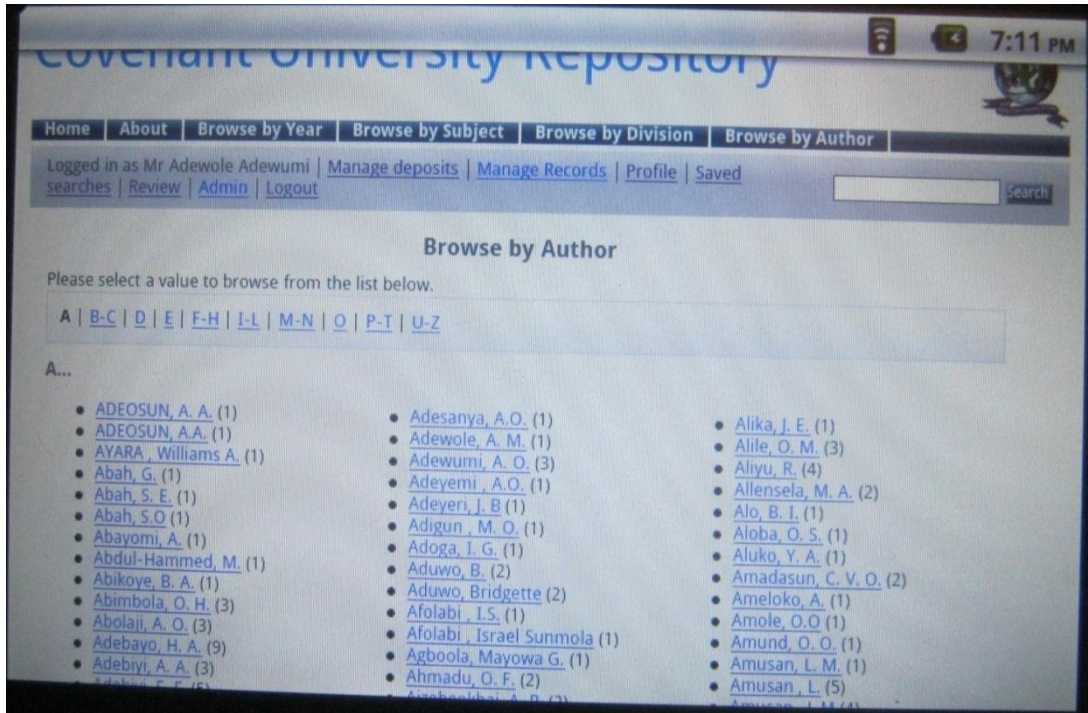 7:11 PM
Covenant University Repository
Home | About | Browse by Year | Browse by Subject | Browse by Division | Browse by Author
Logged in as Mr Adewole Adewumi | Manage deposits | Manage Records | Profile | Saved
searches | Review | Admin | Logout
Search
Browse by Author
Please select a value to browse from the list below.
A | B-C | D | E | F-H | I-L | M-N | O | P-T | U-Z
A...
ADEOSUN, A. A. (1)
ADEOSUN, A.A. (1)
AYARA , Williams A. (1)
Abah, G. (1)
Abah, S. E. (1)
Abah, S.O (1)
Abayomi, A. (1)
Abdul-Hammed, M. (1)
Abikoye, B. A. (1)
Abimbola, O. H. (3)
Abolaji, A. O. (3)
Adebayo, H. A. (9)
Adebiyi, A. A. (3)
Adesanya, A.O. (1)
Adewole, A. M. (1)
Adewumi, A. O. (3)
Adeyemi , A.O. (1)
Adeyeri, J. B (1)
Adigun , M. O. (1)
Adoga, I. G. (1)
Aduwo, B. (2)
Aduwo, Bridgette (2)
Afolabi , I.S. (1)
Afolabi , Israel Sunmola (1)
Agboola, Mayowa G. (1)
Ahmadu, O. F. (2)
Alika, J. E. (1)
Alile, O. M. (3)
Aliyu, R. (4)
Allensela, M. A. (2)
Alo, B. I. (1)
Aloba, O. S. (1)
Aluko, Y. A. (1)
Amadasun, C. V. O. (2)
Ameloko, A. (1)
Amole, O.O (1)
Amund, O. O. (1)
Amusan, L. M. (1)
Amusan , L. (5)